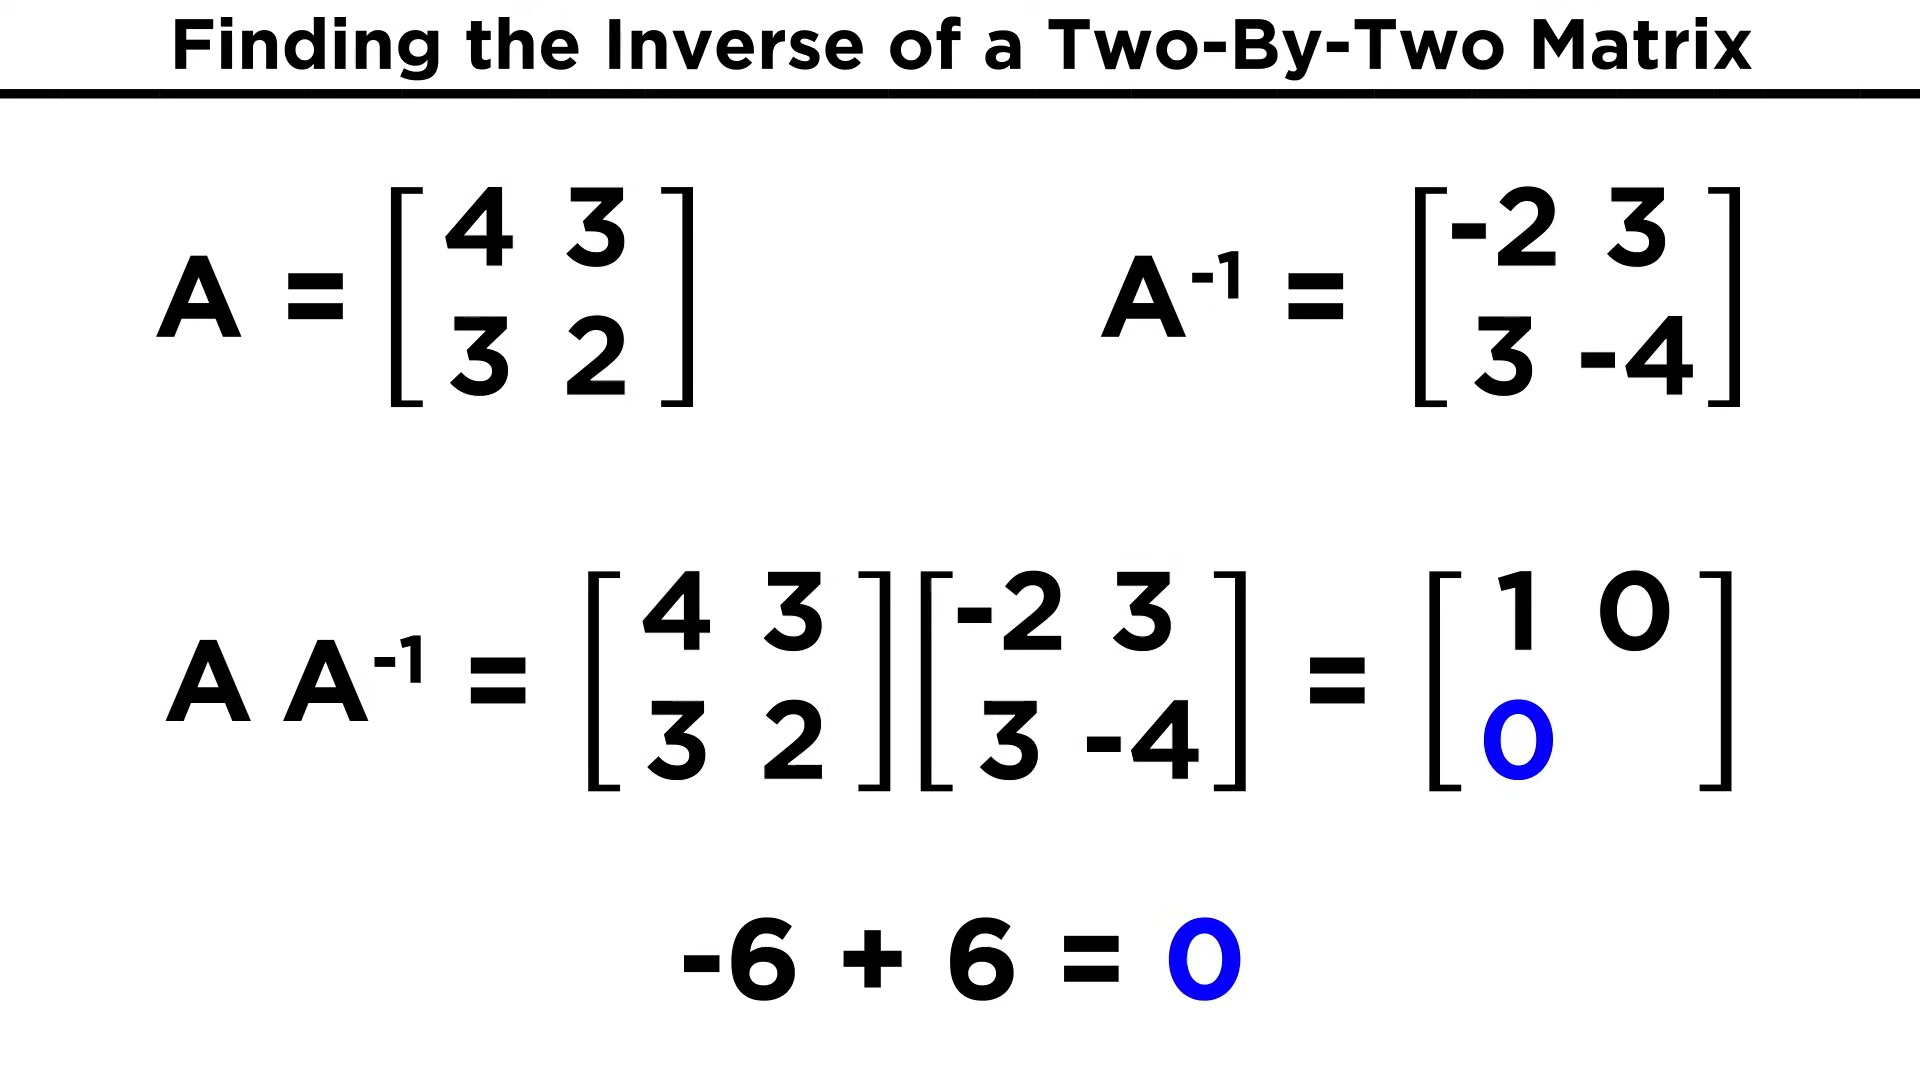 Finding the Inverse of a Two-By-Two Matrix
A = [ 4 3 ; 3 2 ] A⁻¹ = [ -2 3 ; 3 -4 ]
A A⁻¹ = [ 4 3 ; 3 2 ] [ -2 3 ; 3 -4 ] = [ 1 0 ; 0 ]
-6 + 6 = 0